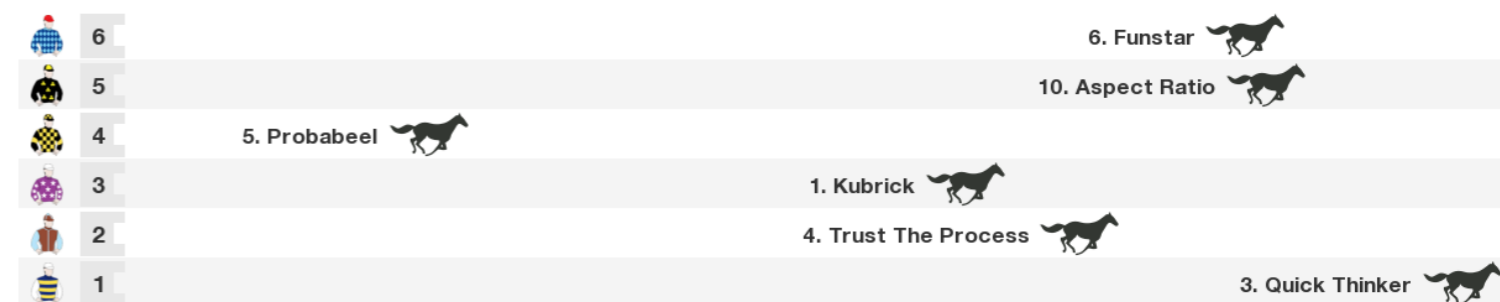 6 6. Funstar
5 10. Aspect Ratio
4 5. Probabeel
3 1. Kubrick
2 4. Trust The Process
1 3. Quick Thinker